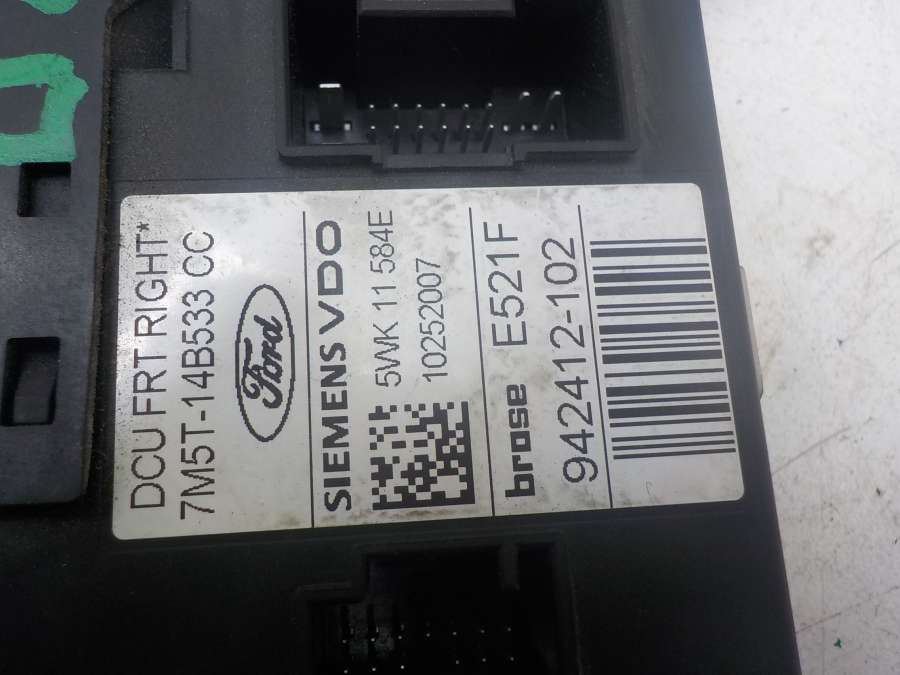 DCU FRT RIGHT*
7M5T-14B533 CC
Ford
SIEMENS VDO
5WK 11 584E
10252007
brose E521F
942412-102